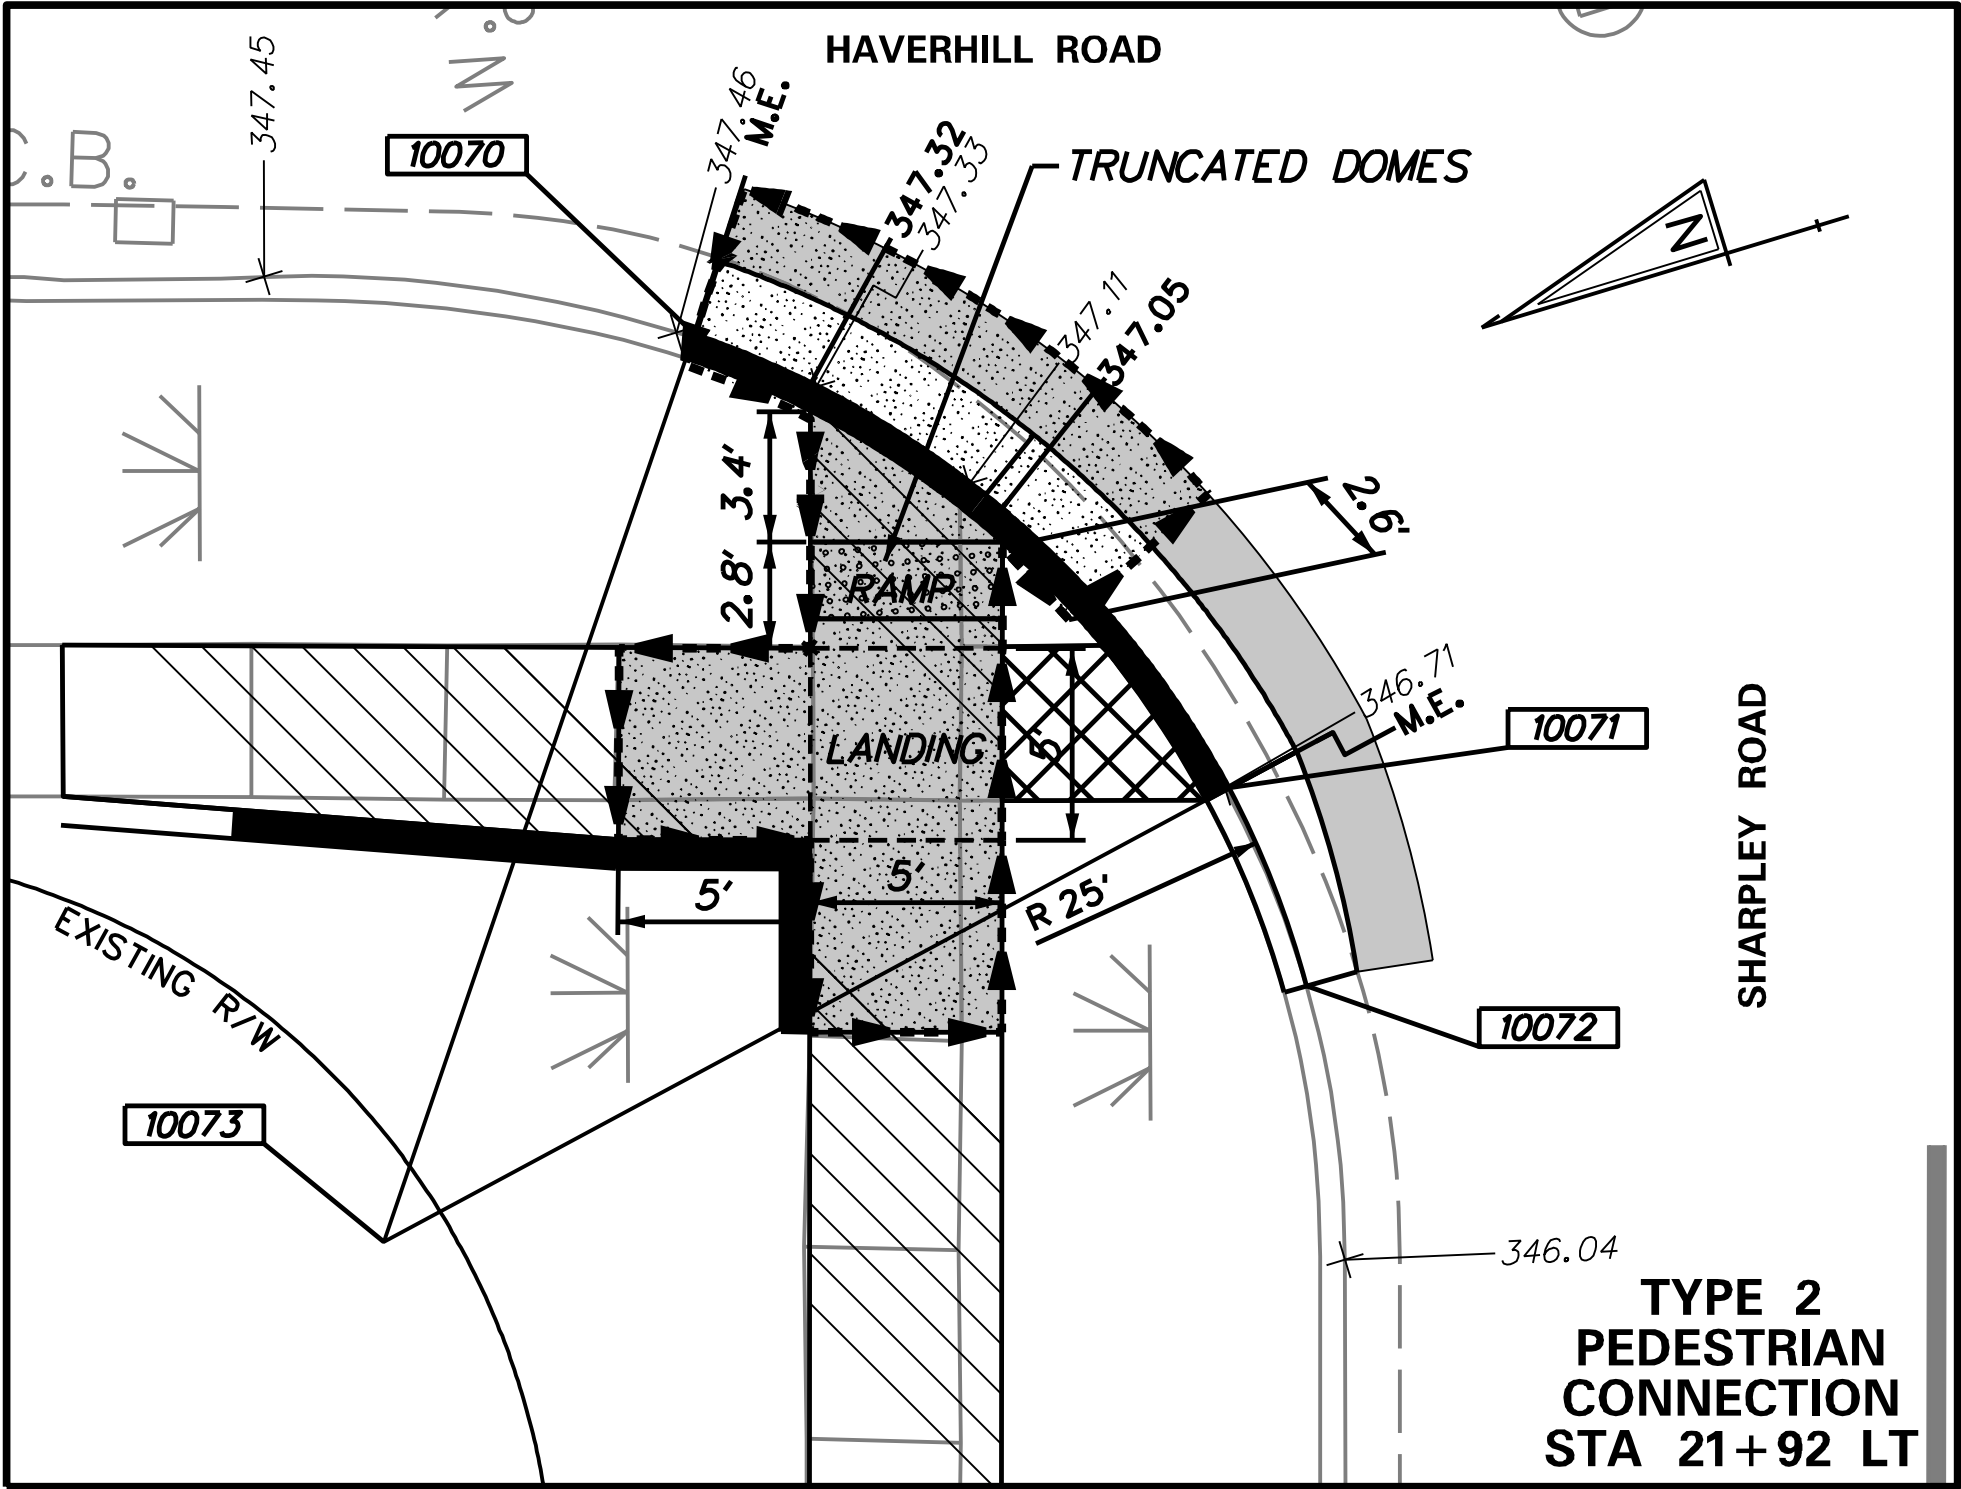 HAVERHILL ROAD
347.45
347.46
M.E.
10070
347.32
347.33
TRUNCATED DOMES
C.B.
N
347.11
347.05
3.4'
2.6'
2.8'
RAMP
346.71
M.E.
10071
LANDING
5'
SHARPLEY ROAD
5'
5'
R 25'
EXISTING R/W
10072
10073
346.04
TYPE 2
PEDESTRIAN
CONNECTION
STA 21+92 LT